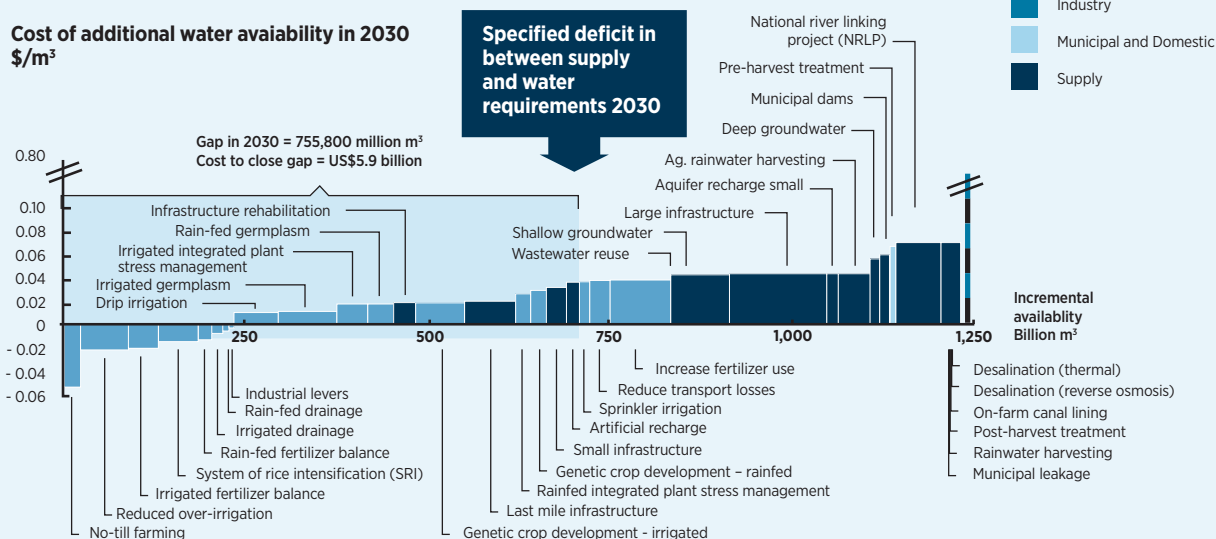 Cost of additional water avaiability in 2030
$/m³
Specified deficit in
between supply
and water
requirements 2030
Industry
Municipal and Domestic
Supply
National river linking
project (NRLP)
Pre-harvest treatment
Municipal dams
Deep groundwater
Ag. rainwater harvesting
Aquifer recharge small
Large infrastructure
Shallow groundwater
Wastewater reuse
Gap in 2030 = 755,800 million m³
Cost to close gap = US$5.9 billion
Infrastructure rehabilitation
Rain-fed germplasm
Irrigated integrated plant
stress management
Irrigated germplasm
Drip irrigation
0.80
0.10
0.08
0.06
0.04
0.02
0
- 0.02
- 0.04
- 0.06
250
500
750
1,000
1,250
Incremental
availablity
Billion m³
Industrial levers
Rain-fed drainage
Irrigated drainage
Rain-fed fertilizer balance
System of rice intensification (SRI)
Irrigated fertilizer balance
Reduced over-irrigation
No-till farming
Increase fertilizer use
Reduce transport losses
Sprinkler irrigation
Artificial recharge
Small infrastructure
Genetic crop development – rainfed
Rainfed integrated plant stress management
Last mile infrastructure
Genetic crop development - irrigated
Desalination (thermal)
Desalination (reverse osmosis)
On-farm canal lining
Post-harvest treatment
Rainwater harvesting
Municipal leakage